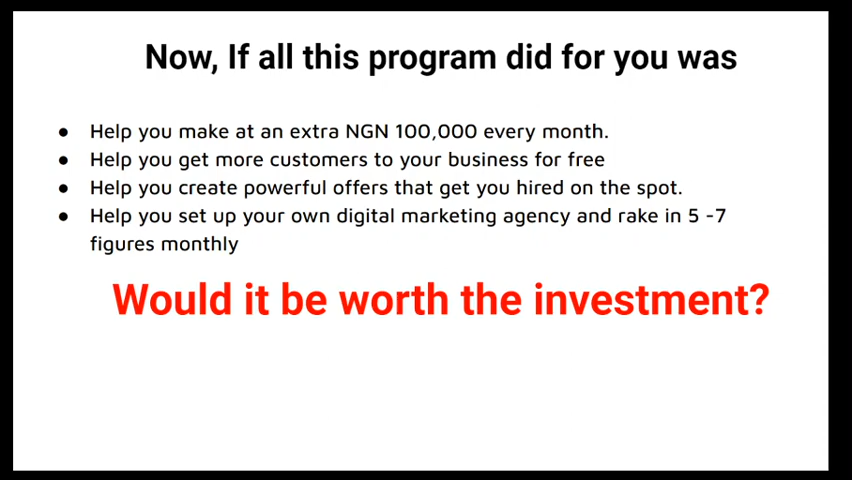 Now, If all this program did for you was
● Help you make at an extra NGN 100,000 every month.
● Help you get more customers to your business for free
● Help you create powerful offers that get you hired on the spot.
● Help you set up your own digital marketing agency and rake in 5 -7
figures monthly
Would it be worth the investment?